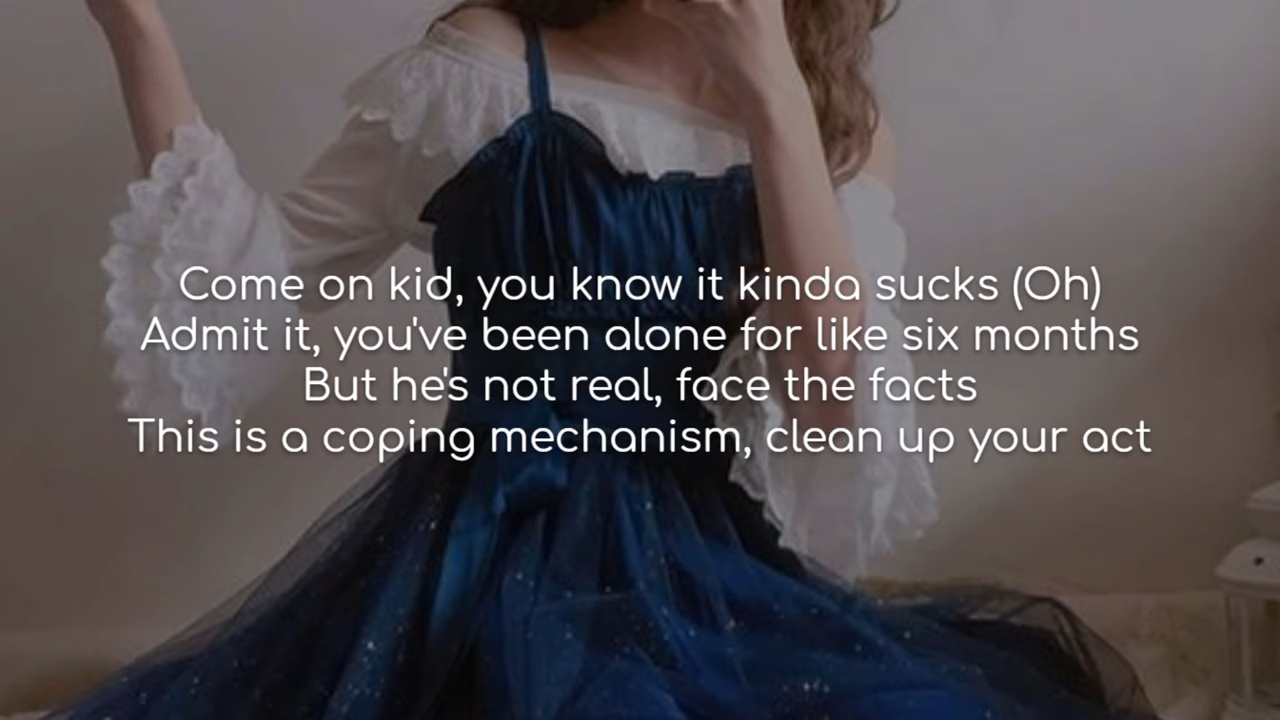 Come on kid, you know it kinda sucks (Oh)
Admit it, you've been alone for like six months
But he's not real, face the facts
This is a coping mechanism, clean up your act